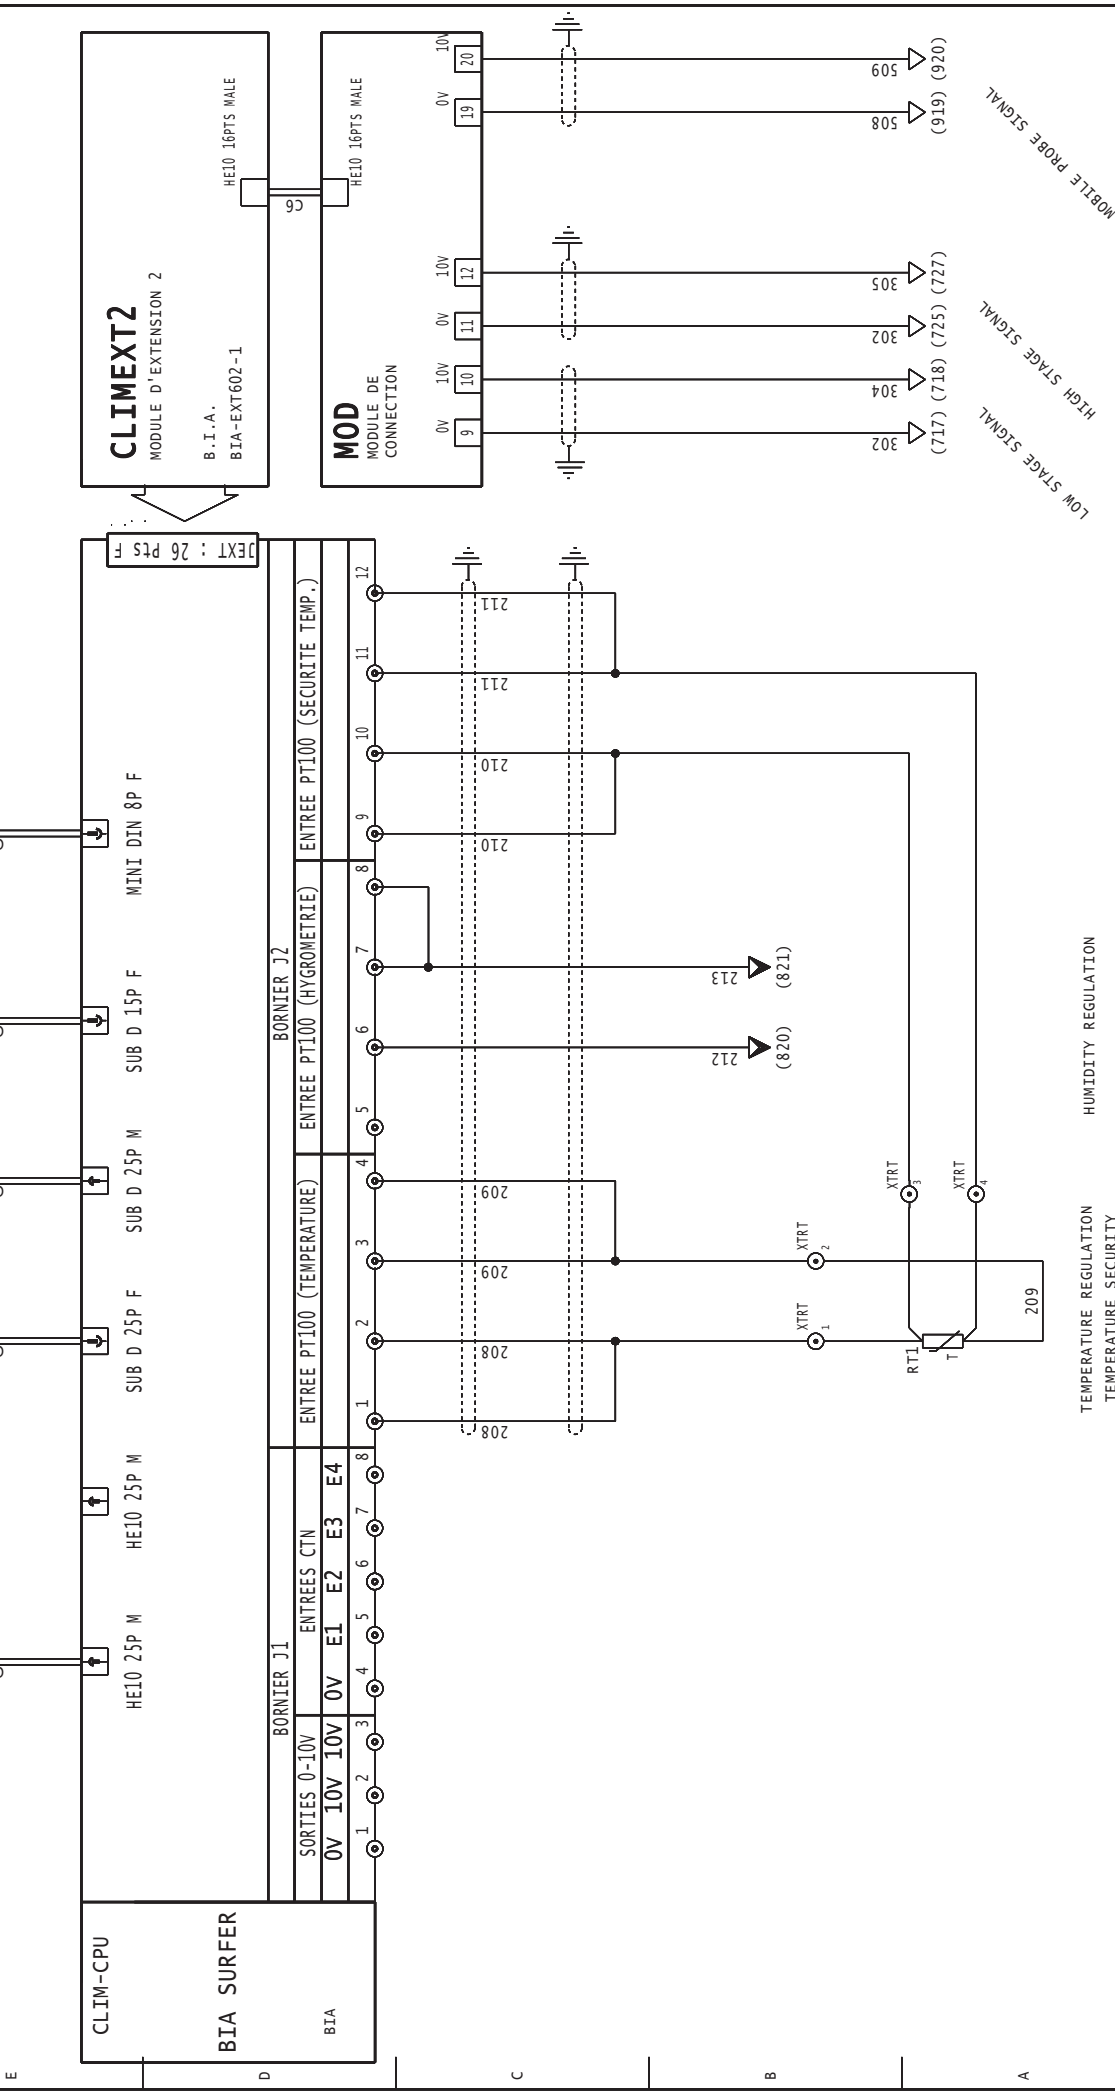 E
D
C
B
A
CLIM-CPU
BIA SURFER
BIA
HE10 25P M
HE10 25P M
SUB D 25P F
SUB D 25P M
SUB D 15P F
MINI DIN 8P F
JEXT : 26 Pts F
BORNIER J1
BORNIER J2
SORTIES 0-10V
ENTREES CTN
ENTREE PT100 (TEMPERATURE)
ENTREE PT100 (HYGROMETRIE)
ENTREE PT100 (SECURITE TEMP.)
0V 10V 10V 0V E1 E2 E3 E4
1 2 3 4 5 6 7 8
1 2 3 4 5 6 7 8 9 10 11 12
208 208 209 209 210 210 211 211
212 213
(820) (821)
XTRT 1
XTRT 2
XTRT 3
XTRT 4
RT1
T
209
TEMPERATURE REGULATION
TEMPERATURE SECURITY
HUMIDITY REGULATION
CLIMEXT2
MODULE D'EXTENSION 2
B.I.A.
BIA-EXT602-1
HE10 16PTS MALE
C6
HE10 16PTS MALE
MOD
MODULE DE
CONNECTION
0V 10V 0V 10V 0V 10V
9 10 11 12 19 20
302 304 302 305 508 509
(717) (718) (725) (727) (919) (920)
LOW STAGE SIGNAL
HIGH STAGE SIGNAL
MOBILE PROBE SIGNAL